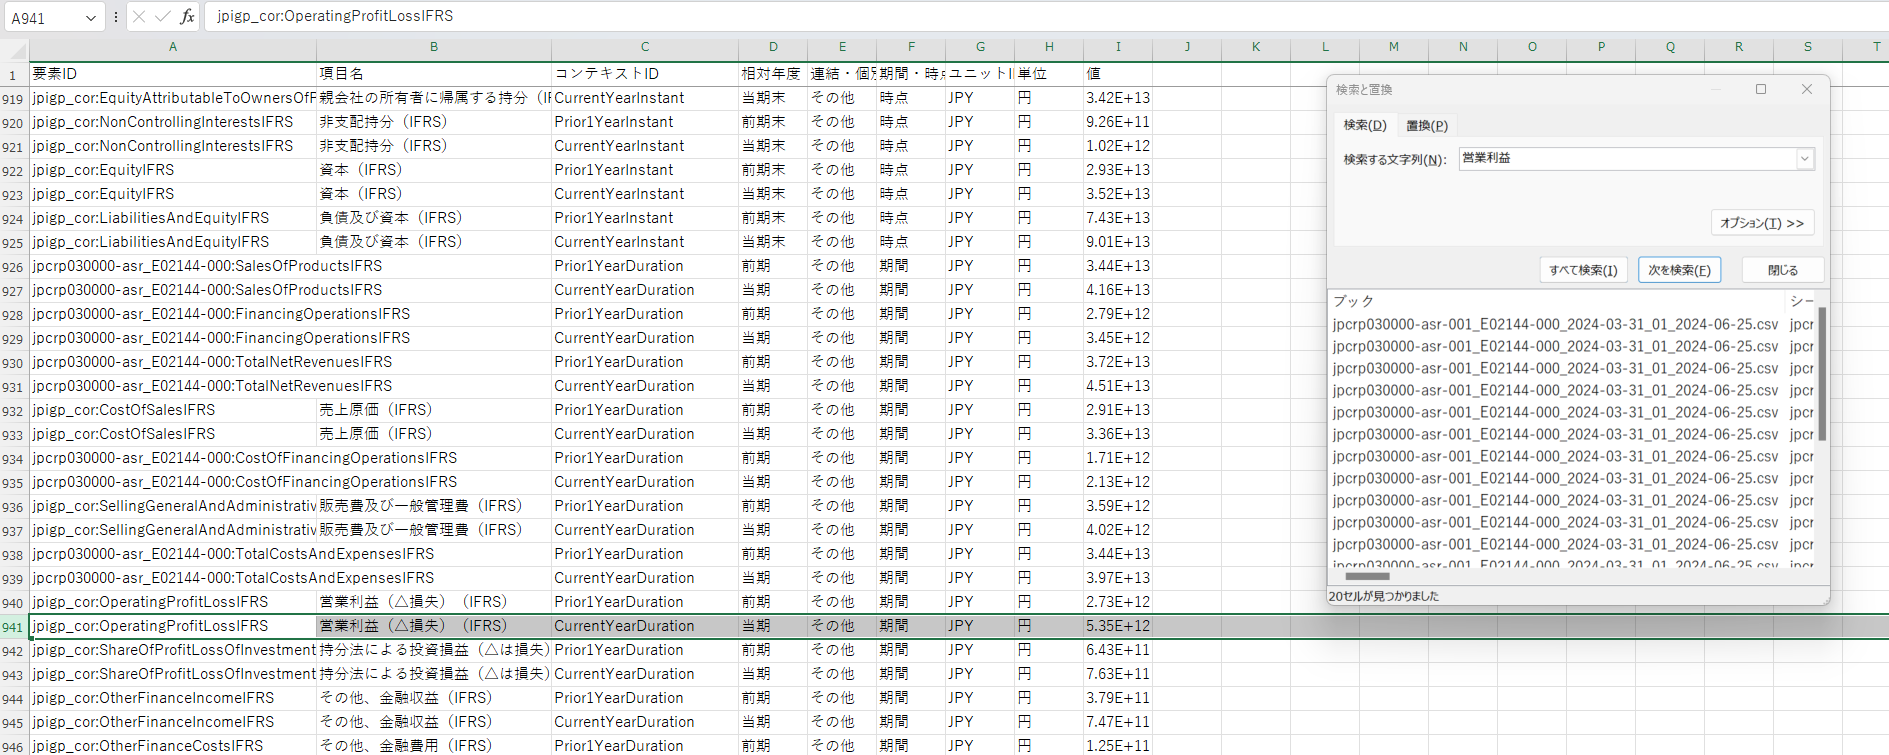 A941 fx jpigp_cor:OperatingProfitLossIFRS
A B C D E F G H I J K L M N O P Q R S T
1 要素ID 項目名 コンテキストID 相対年度 連結・個別 期間・時点 ユニットID 単位 値
919 jpigp_cor:EquityAttributableToOwnersOfP 親会社の所有者に帰属する持分（IF CurrentYearInstant 当期末 その他 時点 JPY 円 3.42E+13
920 jpigp_cor:NonControllingInterestsIFRS 非支配持分（IFRS） Prior1YearInstant 前期末 その他 時点 JPY 円 9.26E+11
921 jpigp_cor:NonControllingInterestsIFRS 非支配持分（IFRS） CurrentYearInstant 当期末 その他 時点 JPY 円 1.02E+12
922 jpigp_cor:EquityIFRS 資本（IFRS） Prior1YearInstant 前期末 その他 時点 JPY 円 2.93E+13
923 jpigp_cor:EquityIFRS 資本（IFRS） CurrentYearInstant 当期末 その他 時点 JPY 円 3.52E+13
924 jpigp_cor:LiabilitiesAndEquityIFRS 負債及び資本（IFRS） Prior1YearInstant 前期末 その他 時点 JPY 円 7.43E+13
925 jpigp_cor:LiabilitiesAndEquityIFRS 負債及び資本（IFRS） CurrentYearInstant 当期末 その他 時点 JPY 円 9.01E+13
926 jpcrp030000-asr_E02144-000:SalesOfProductsIFRS Prior1YearDuration 前期 その他 期間 JPY 円 3.44E+13
927 jpcrp030000-asr_E02144-000:SalesOfProductsIFRS CurrentYearDuration 当期 その他 期間 JPY 円 4.16E+13
928 jpcrp030000-asr_E02144-000:FinancingOperationsIFRS Prior1YearDuration 前期 その他 期間 JPY 円 2.79E+12
929 jpcrp030000-asr_E02144-000:FinancingOperationsIFRS CurrentYearDuration 当期 その他 期間 JPY 円 3.45E+12
930 jpcrp030000-asr_E02144-000:TotalNetRevenuesIFRS Prior1YearDuration 前期 その他 期間 JPY 円 3.72E+13
931 jpcrp030000-asr_E02144-000:TotalNetRevenuesIFRS CurrentYearDuration 当期 その他 期間 JPY 円 4.51E+13
932 jpigp_cor:CostOfSalesIFRS 売上原価（IFRS） Prior1YearDuration 前期 その他 期間 JPY 円 2.91E+13
933 jpigp_cor:CostOfSalesIFRS 売上原価（IFRS） CurrentYearDuration 当期 その他 期間 JPY 円 3.36E+13
934 jpcrp030000-asr_E02144-000:CostOfFinancingOperationsIFRS Prior1YearDuration 前期 その他 期間 JPY 円 1.71E+12
935 jpcrp030000-asr_E02144-000:CostOfFinancingOperationsIFRS CurrentYearDuration 当期 その他 期間 JPY 円 2.13E+12
936 jpigp_cor:SellingGeneralAndAdministrativ 販売費及び一般管理費（IFRS） Prior1YearDuration 前期 その他 期間 JPY 円 3.59E+12
937 jpigp_cor:SellingGeneralAndAdministrativ 販売費及び一般管理費（IFRS） CurrentYearDuration 当期 その他 期間 JPY 円 4.02E+12
938 jpcrp030000-asr_E02144-000:TotalCostsAndExpensesIFRS Prior1YearDuration 前期 その他 期間 JPY 円 3.44E+13
939 jpcrp030000-asr_E02144-000:TotalCostsAndExpensesIFRS CurrentYearDuration 当期 その他 期間 JPY 円 3.97E+13
940 jpigp_cor:OperatingProfitLossIFRS 営業利益（△損失）（IFRS） Prior1YearDuration 前期 その他 期間 JPY 円 2.73E+12
941 jpigp_cor:OperatingProfitLossIFRS 営業利益（△損失）（IFRS） CurrentYearDuration 当期 その他 期間 JPY 円 5.35E+12
942 jpigp_cor:ShareOfProfitLossOfInvestment 持分法による投資損益（△は損失） Prior1YearDuration 前期 その他 期間 JPY 円 6.43E+11
943 jpigp_cor:ShareOfProfitLossOfInvestment 持分法による投資損益（△は損失） CurrentYearDuration 当期 その他 期間 JPY 円 7.63E+11
944 jpigp_cor:OtherFinanceIncomeIFRS その他、金融収益（IFRS） Prior1YearDuration 前期 その他 期間 JPY 円 3.79E+11
945 jpigp_cor:OtherFinanceIncomeIFRS その他、金融収益（IFRS） CurrentYearDuration 当期 その他 期間 JPY 円 7.47E+11
946 jpigp_cor:OtherFinanceCostsIFRS その他、金融費用（IFRS） Prior1YearDuration 前期 その他 期間 JPY 円 1.25E+11
検索と置換
検索(D) 置換(P)
検索する文字列(N): 営業利益
オプション(T) >>
すべて検索(I) 次を検索(F) 閉じる
ブック シー
jpcrp030000-asr-001_E02144-000_2024-03-31_01_2024-06-25.csv jpcr
jpcrp030000-asr-001_E02144-000_2024-03-31_01_2024-06-25.csv jpcr
jpcrp030000-asr-001_E02144-000_2024-03-31_01_2024-06-25.csv jpcr
jpcrp030000-asr-001_E02144-000_2024-03-31_01_2024-06-25.csv jpcr
jpcrp030000-asr-001_E02144-000_2024-03-31_01_2024-06-25.csv jpcr
jpcrp030000-asr-001_E02144-000_2024-03-31_01_2024-06-25.csv jpcr
jpcrp030000-asr-001_E02144-000_2024-03-31_01_2024-06-25.csv jpcr
jpcrp030000-asr-001_E02144-000_2024-03-31_01_2024-06-25.csv jpcr
jpcrp030000-asr-001_E02144-000_2024-03-31_01_2024-06-25.csv jpcr
jpcrp030000-asr-001_E02144-000_2024-03-31_01_2024-06-25.csv jpcr
jpcrp030000-asr-001_E02144-000_2024-03-31_01_2024-06-25.csv jpcr
jpcrp030000-asr-001_E02144-000_2024-03-31_01_2024-06-25.csv jpcr
20セルが見つかりました